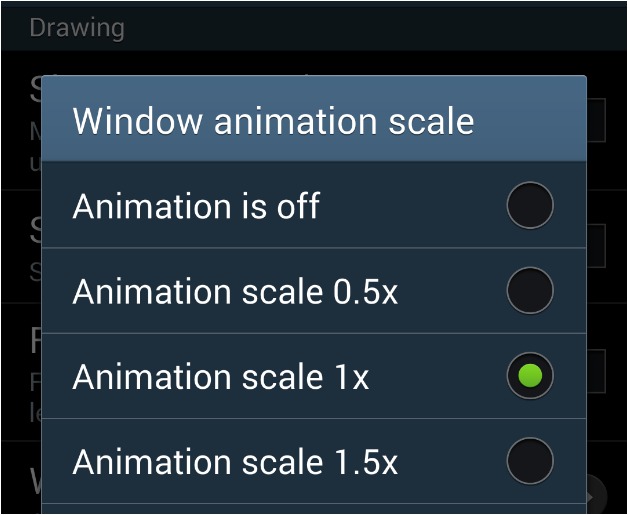 Drawing
Window animation scale
Animation is off
Animation scale 0.5x
Animation scale 1x
Animation scale 1.5x